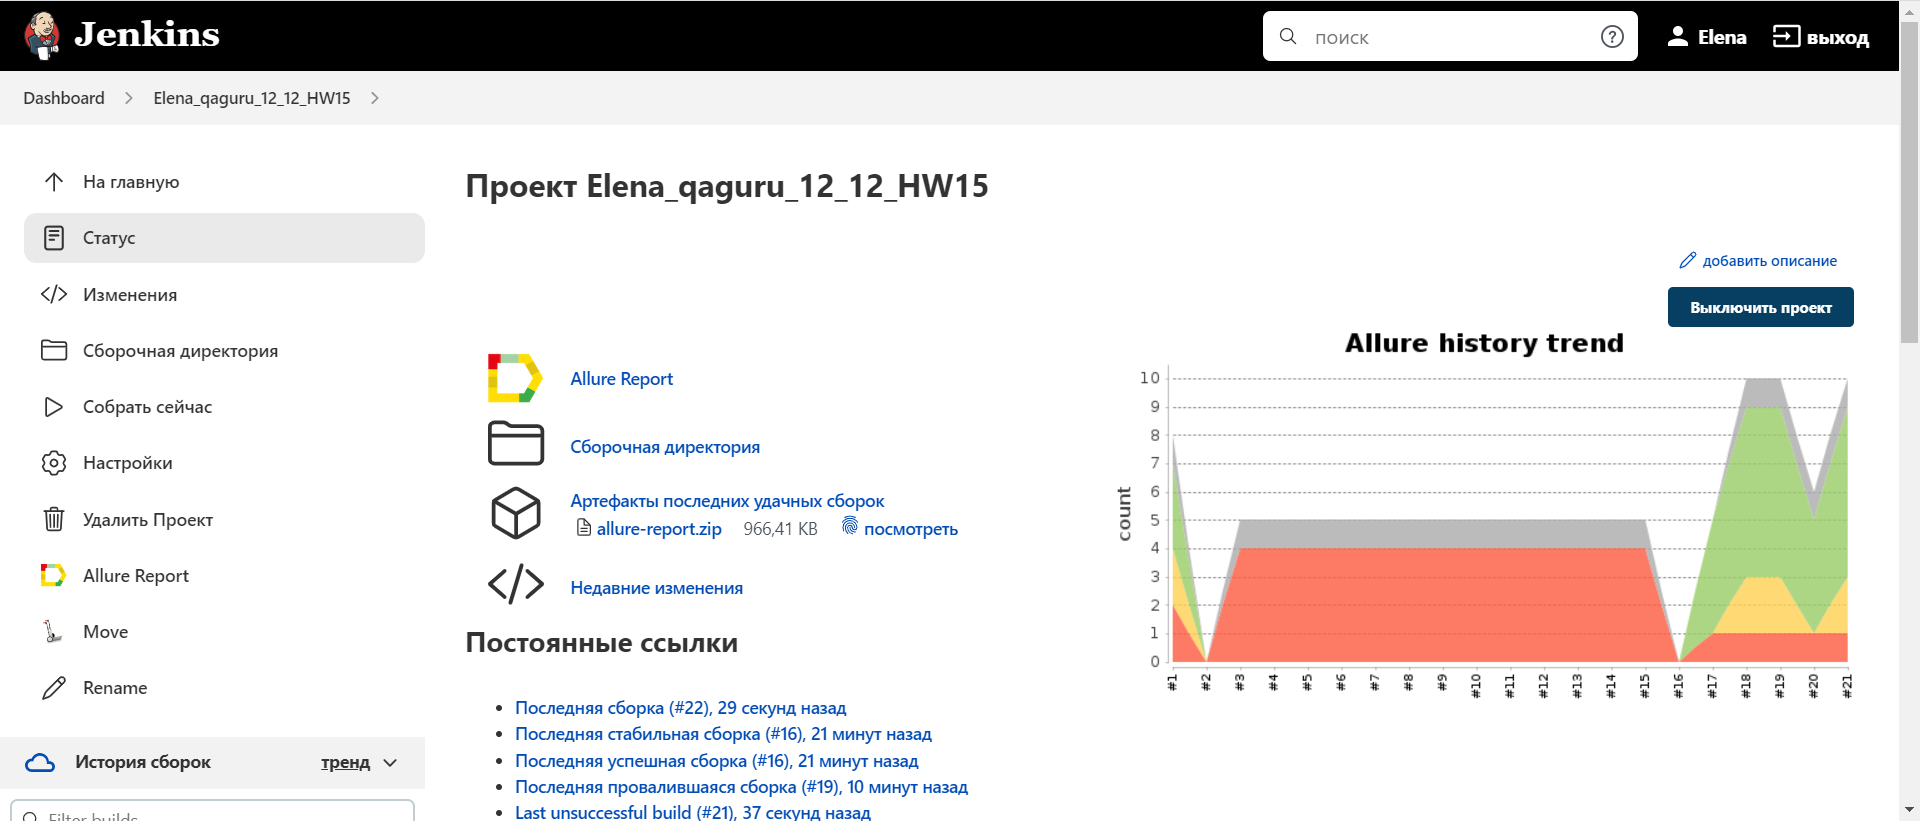 Jenkins
поиск
Elena
выход
Dashboard
Elena_qaguru_12_12_HW15
На главную
Статус
Изменения
Сборочная директория
Собрать сейчас
Настройки
Удалить Проект
Allure Report
Move
Rename
История сборок
тренд
Filter builds
Проект Elena_qaguru_12_12_HW15
добавить описание
Выключить проект
Allure Report
Сборочная директория
Артефакты последних удачных сборок
allure-report.zip 966,41 KB посмотреть
Недавние изменения
Постоянные ссылки
Последняя сборка (#22), 29 секунд назад
Последняя стабильная сборка (#16), 21 минут назад
Последняя успешная сборка (#16), 21 минут назад
Последняя провалившаяся сборка (#19), 10 минут назад
Last unsuccessful build (#21), 37 секунд назад
Allure history trend
count
10
9
8
7
6
5
4
3
2
1
0
#1 #2 #3 #4 #5 #6 #7 #8 #9 #10 #11 #12 #13 #14 #15 #16 #17 #18 #19 #20 #21